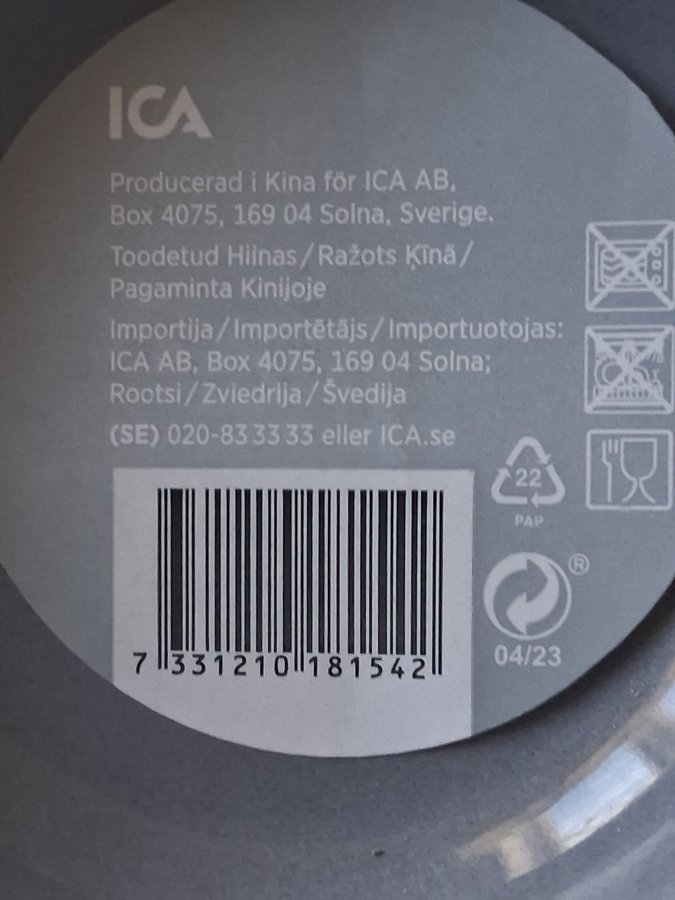 ICA
Producerad i Kina för ICA AB,
Box 4075, 169 04 Solna, Sverige.
Toodetud Hiinas/Ražots Ķīnā/
Pagaminta Kinijoje
Importija/Importētājs/Importuotojas:
ICA AB, Box 4075, 169 04 Solna;
Rootsi/Zviedrija/Švedija
(SE) 020-83 33 33 eller ICA.se
22
PAP
®
04/23
7 331210 181542